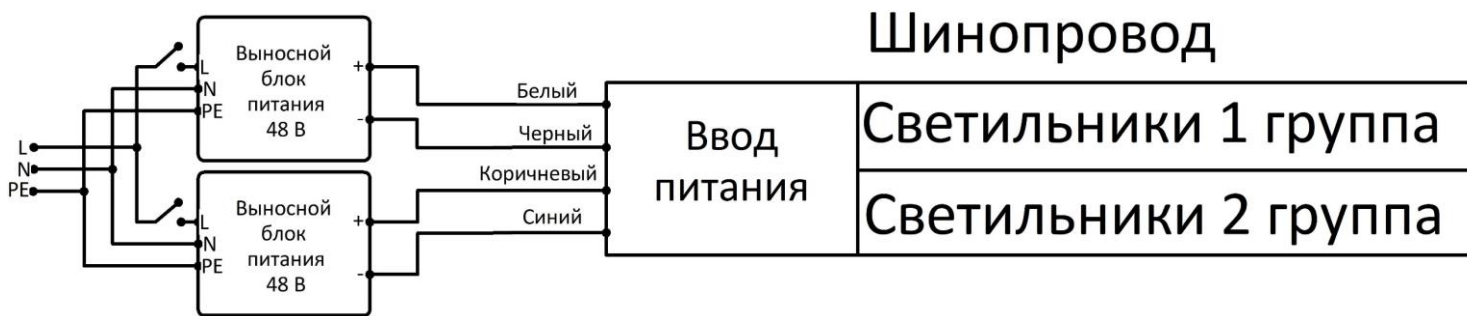 Шинопровод
L
N
PE
L
N
PE
Выносной
блок
питания
48 В
+
-
Белый
Черный
Коричневый
Синий
Ввод
питания
Светильники 1 группа
Светильники 2 группа
L
N
PE
Выносной
блок
питания
48 В
+
-